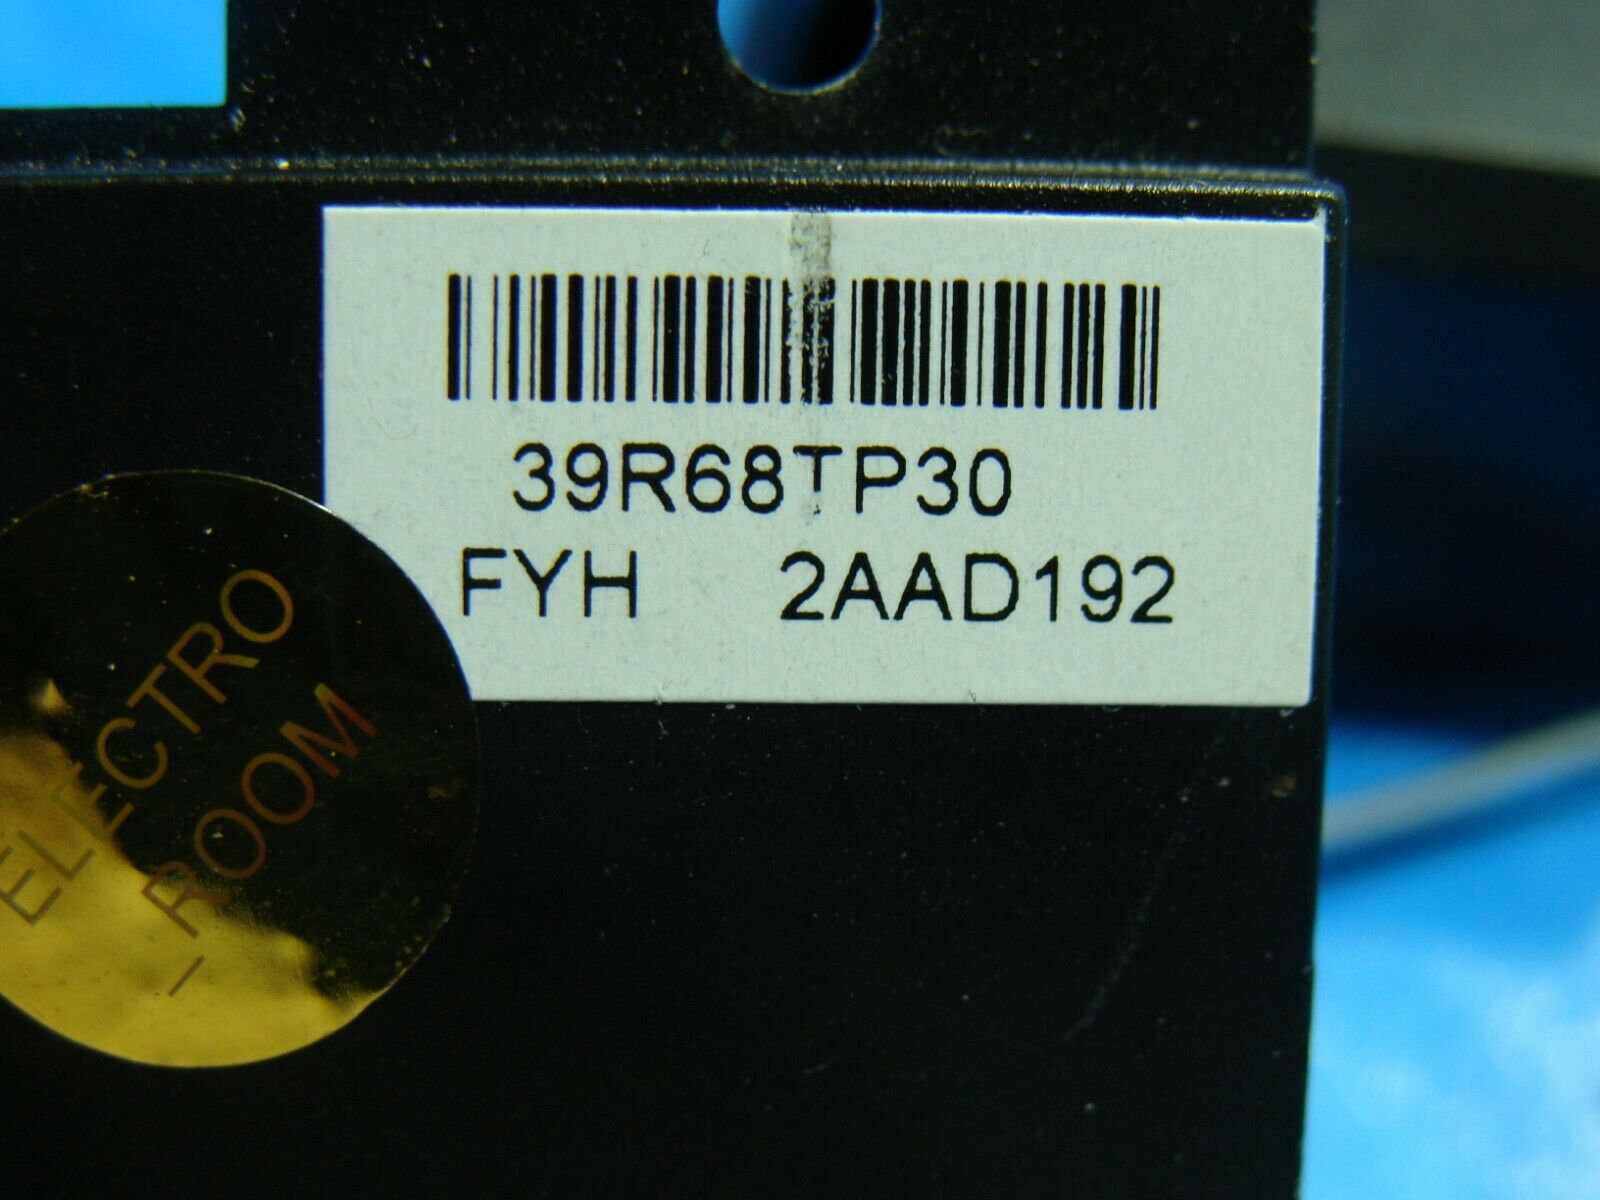 39R68TP30
FYH 2AAD192
ELECTRO
-ROOM-